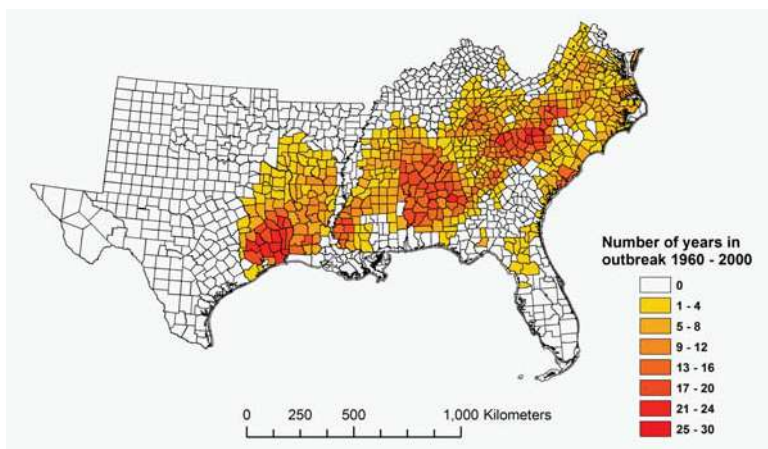 Number of years in
outbreak 1960 - 2000
0
1 - 4
5 - 8
9 - 12
13 - 16
17 - 20
21 - 24
25 - 30
0 250 500 1,000 Kilometers